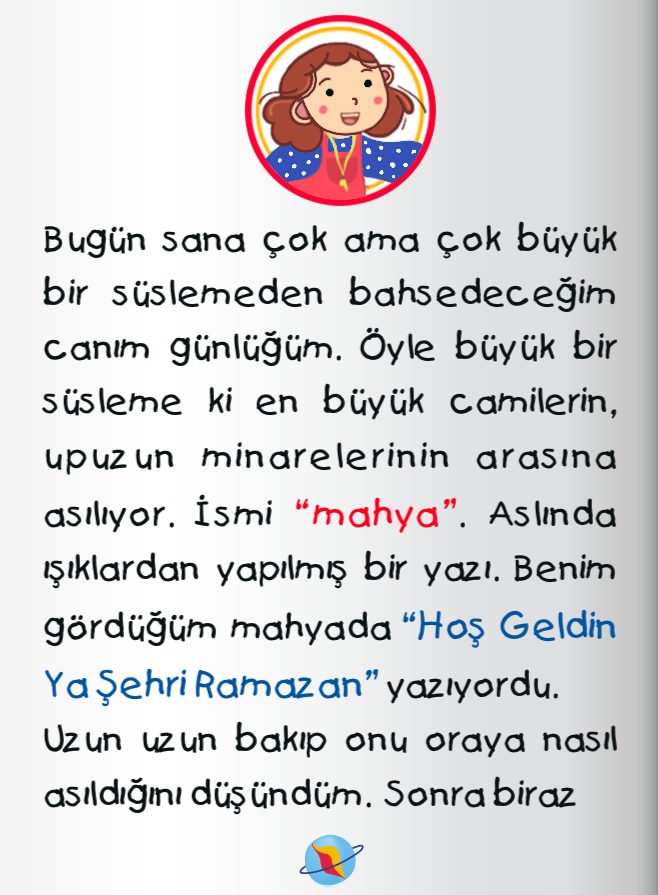 Bugün sana çok ama çok büyük
bir süslemeden bahsedeceğim
canım günlüğüm. Öyle büyük bir
süsleme ki en büyük camilerin,
upuzun minarelerinin arasına
asılıyor. İsmi “mahya”. Aslında
ışıklardan yapılmış bir yazı. Benim
gördüğüm mahyada “Hoş Geldin
Ya Şehri Ramazan” yazıyordu.
Uzun uzun bakıp onu oraya nasıl
asıldığını düşündüm. Sonra biraz